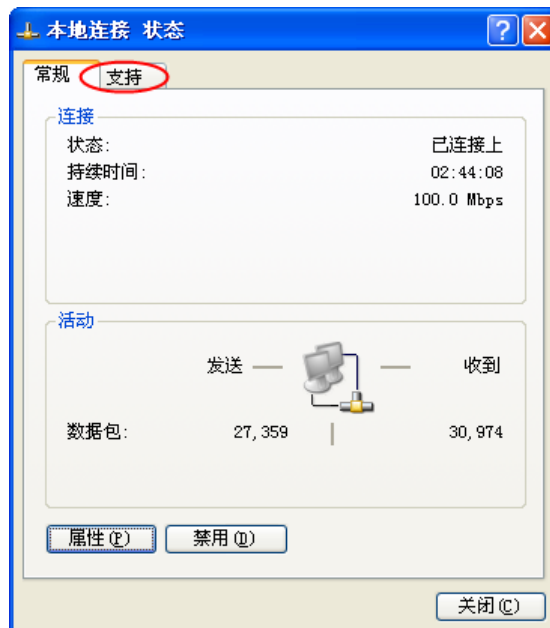 本地连接 状态
常规 支持
连接
状态: 已连接上
持续时间: 02:44:08
速度: 100.0 Mbps
活动
发送 — — 收到
数据包: 27,359 | 30,974
属性(P) 禁用(D)
关闭(C)